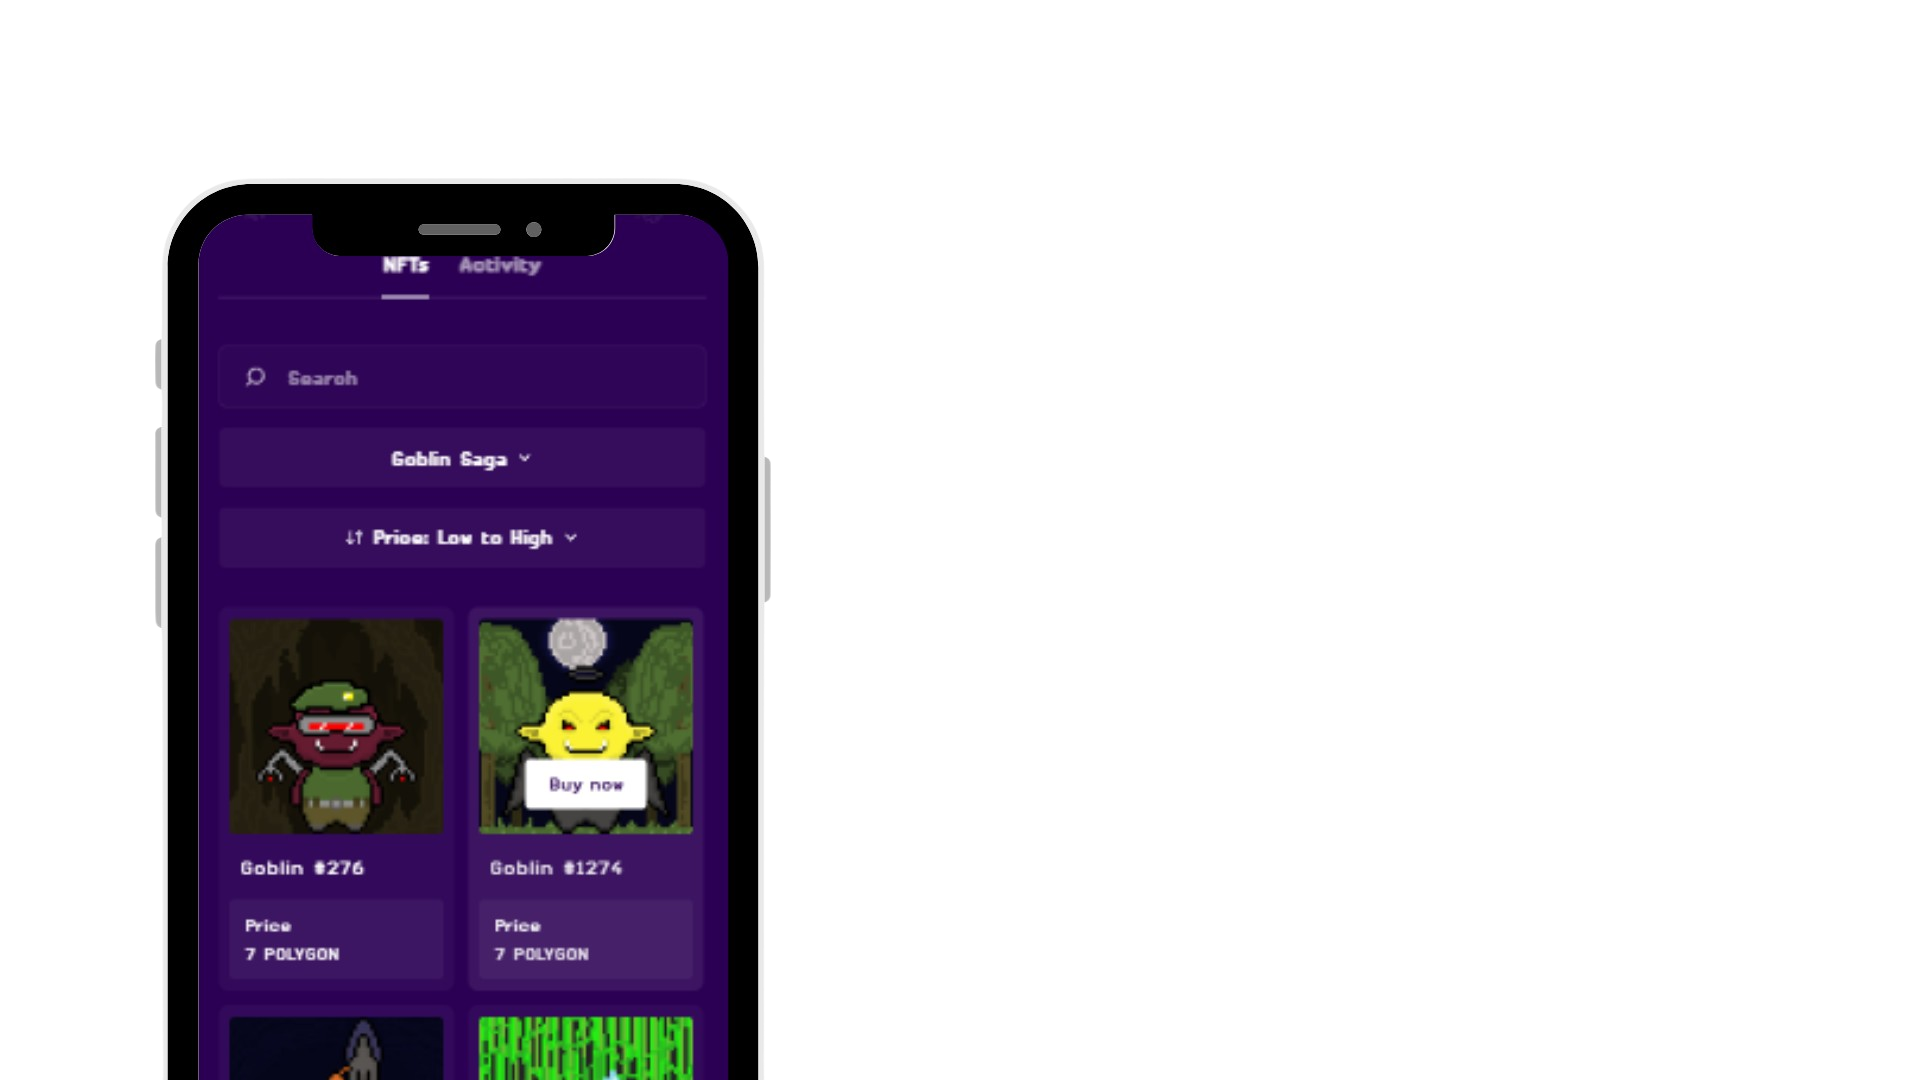 NFTs Activity
Search
Goblin Saga
Price: Low to High
Buy now
Goblin #276
Goblin #1274
Price
7 POLYGON
Price
7 POLYGON